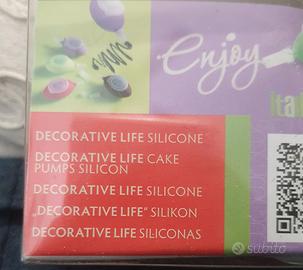 Enjoy
ita
DECORATIVE LIFE SILICONE
DECORATIVE LIFE CAKE
PUMPS SILICON
DECORATIVE LIFE SILICONE
„DECORATIVE LIFE“ SILIKON
DECORATIVE LIFE SILICONAS
subito